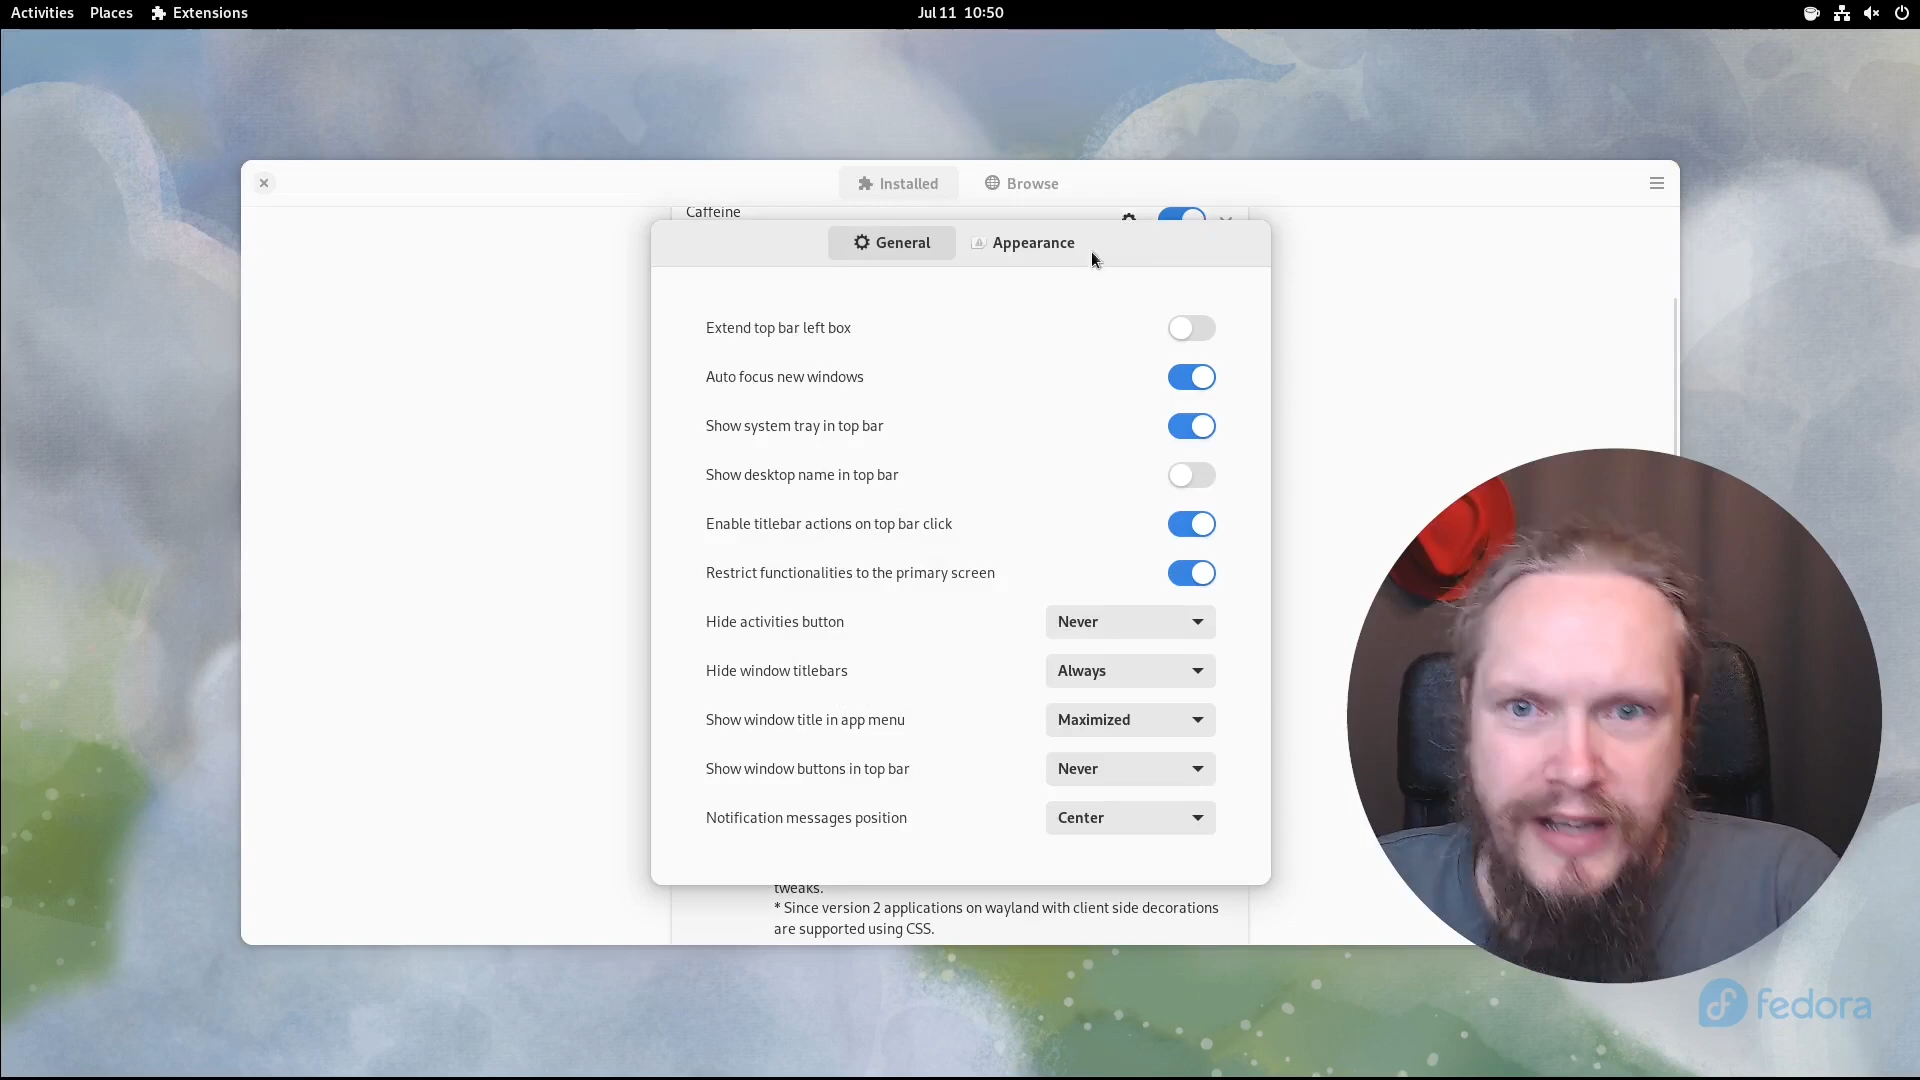 Activities Places Extensions Jul 11 10:50
Installed Browse
Caffeine
General Appearance
Extend top bar left box
Auto focus new windows
Show system tray in top bar
Show desktop name in top bar
Enable titlebar actions on top bar click
Restrict functionalities to the primary screen
Hide activities button Never
Hide window titlebars Always
Show window title in app menu Maximized
Show window buttons in top bar Never
Notification messages position Center
tweaks.
* Since version 2 applications on wayland with client side decorations
are supported using CSS.
fedora